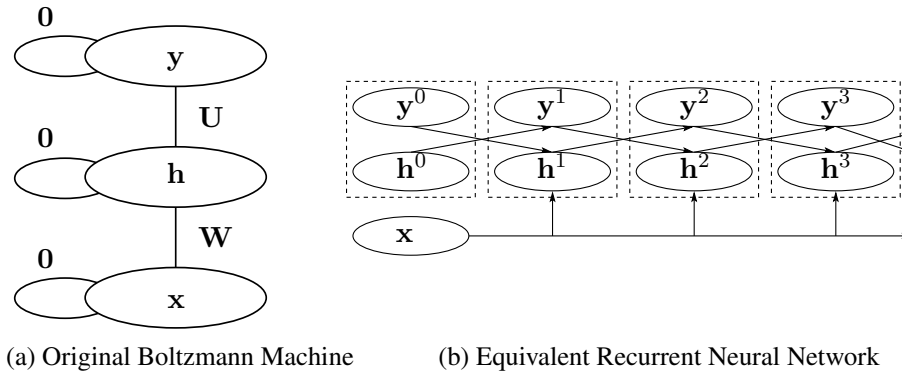 0
y
U
0
h
W
0
x
(a) Original Boltzmann Machine
y⁰ y¹ y² y³
h⁰ h¹ h² h³
x
(b) Equivalent Recurrent Neural Network